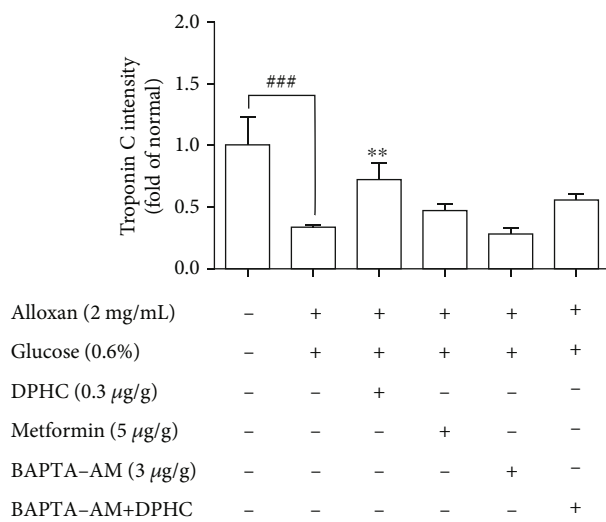 2.0
###
1.5
Troponin C intensity
(fold of normal)
**
1.0
0.5
0.0
Alloxan (2 mg/mL) – + + + + +
Glucose (0.6%) – + + + + +
DPHC (0.3 μg/g) – – + – – –
Metformin (5 μg/g) – – – + – –
BAPTA–AM (3 μg/g) – – – – + –
BAPTA–AM+DPHC – – – – – +